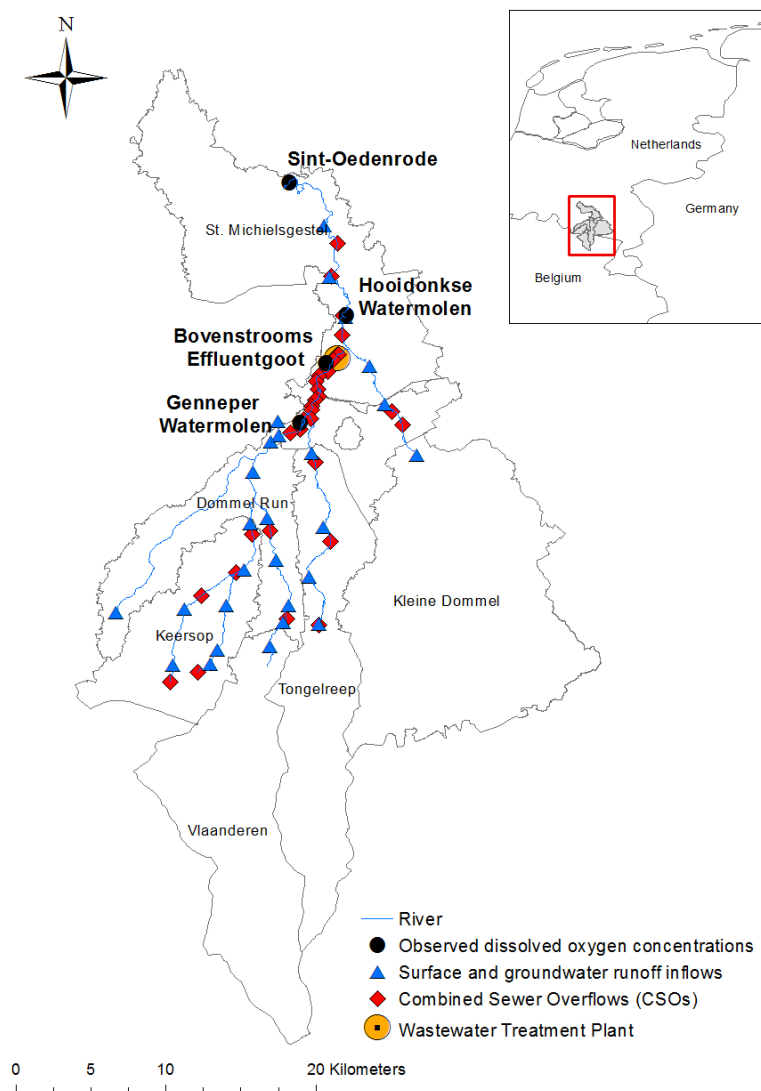 N
Netherlands
Germany
Belgium
Sint-Oedenrode
St. Michielsgestel
Hooidonkse
Watermolen
Bovenstrooms
Effluentgoot
Genneper
Watermolen
Dommel Run
Kleine Dommel
Keersop
Tongelreep
Vlaanderen
River
Observed dissolved oxygen concentrations
Surface and groundwater runoff inflows
Combined Sewer Overflows (CSOs)
Wastewater Treatment Plant
0 5 10 20 Kilometers